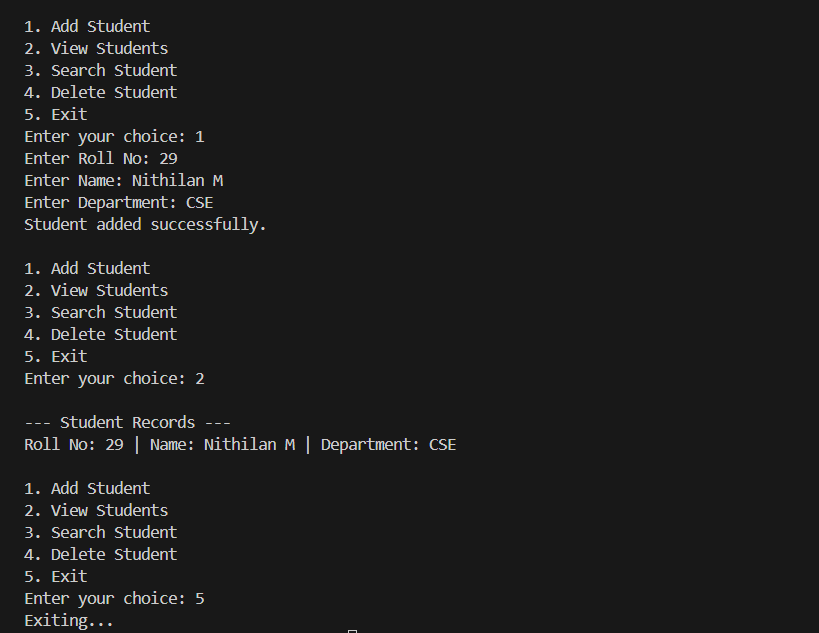 1. Add Student
2. View Students
3. Search Student
4. Delete Student
5. Exit
Enter your choice: 1
Enter Roll No: 29
Enter Name: Nithilan M
Enter Department: CSE
Student added successfully.

1. Add Student
2. View Students
3. Search Student
4. Delete Student
5. Exit
Enter your choice: 2

--- Student Records ---
Roll No: 29 | Name: Nithilan M | Department: CSE

1. Add Student
2. View Students
3. Search Student
4. Delete Student
5. Exit
Enter your choice: 5
Exiting...